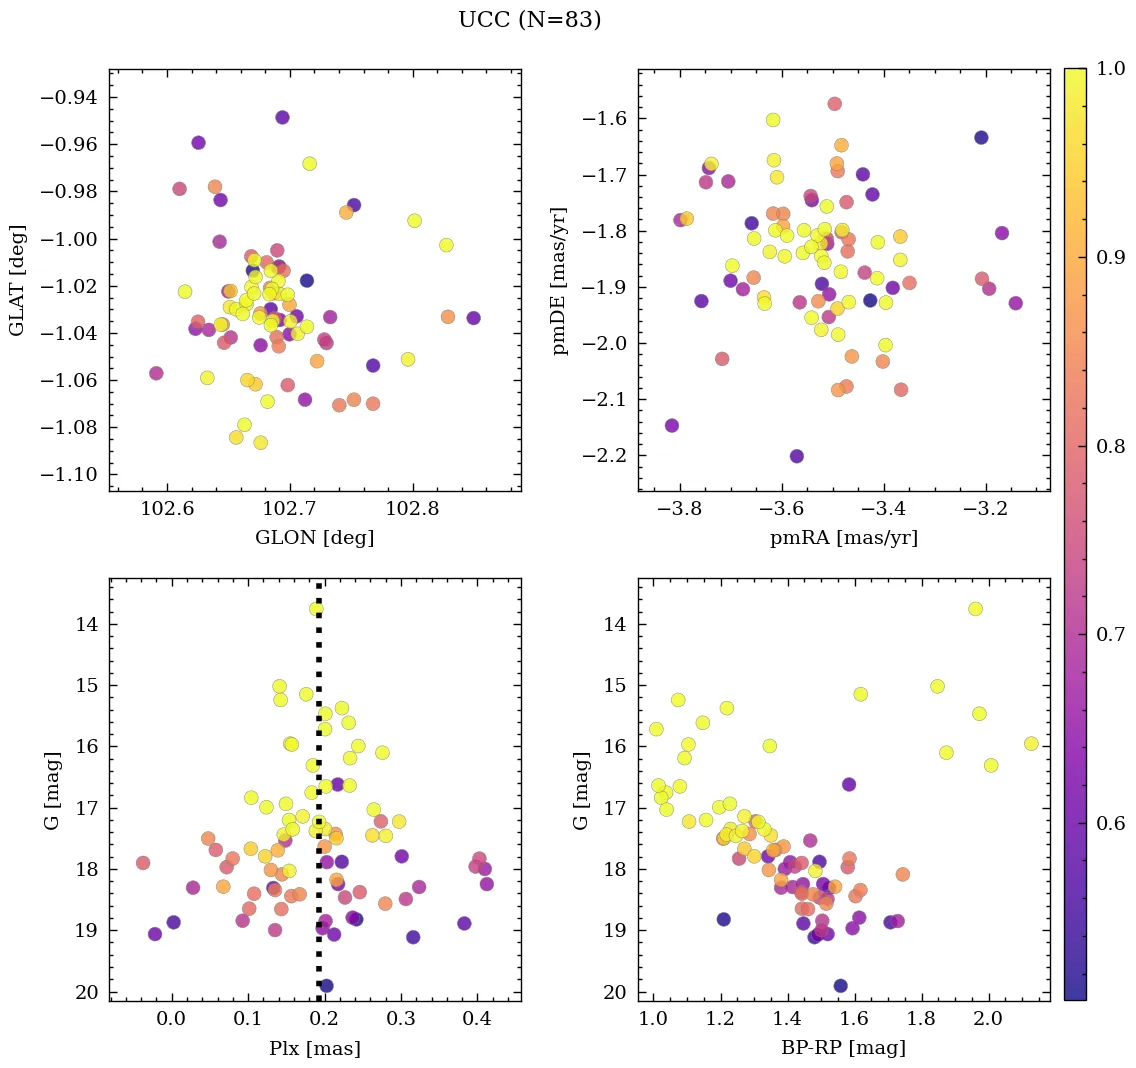 UCC (N=83)
−0.94
−0.96
−0.98
−1.00
−1.02
−1.04
−1.06
−1.08
−1.10
GLAT [deg]
102.6 102.7 102.8
GLON [deg]
−1.6
−1.7
−1.8
−1.9
−2.0
−2.1
−2.2
pmDE [mas/yr]
−3.8 −3.6 −3.4 −3.2
pmRA [mas/yr]
14
15
16
17
18
19
20
G [mag]
0.0 0.1 0.2 0.3 0.4
Plx [mas]
14
15
16
17
18
19
20
G [mag]
1.0 1.2 1.4 1.6 1.8 2.0
BP-RP [mag]
1.0
0.9
0.8
0.7
0.6